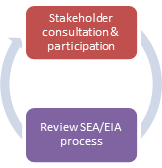 Stakeholder
consultation &
participation
Review SEA/EIA
process